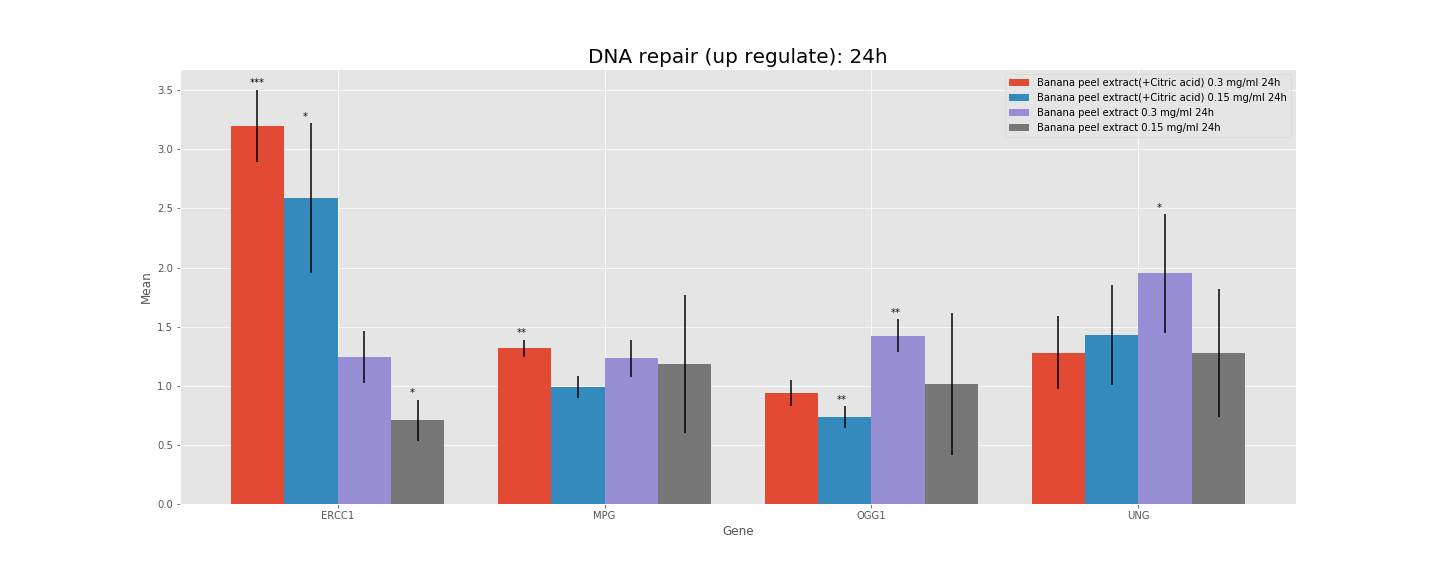 DNA repair (up regulate): 24h
Banana peel extract(+Citric acid) 0.3 mg/ml 24h
Banana peel extract(+Citric acid) 0.15 mg/ml 24h
Banana peel extract 0.3 mg/ml 24h
Banana peel extract 0.15 mg/ml 24h
Mean
3.5
3.0
2.5
2.0
1.5
1.0
0.5
0.0
***
*
*
**
**
**
*
ERCC1
MPG
OGG1
UNG
Gene